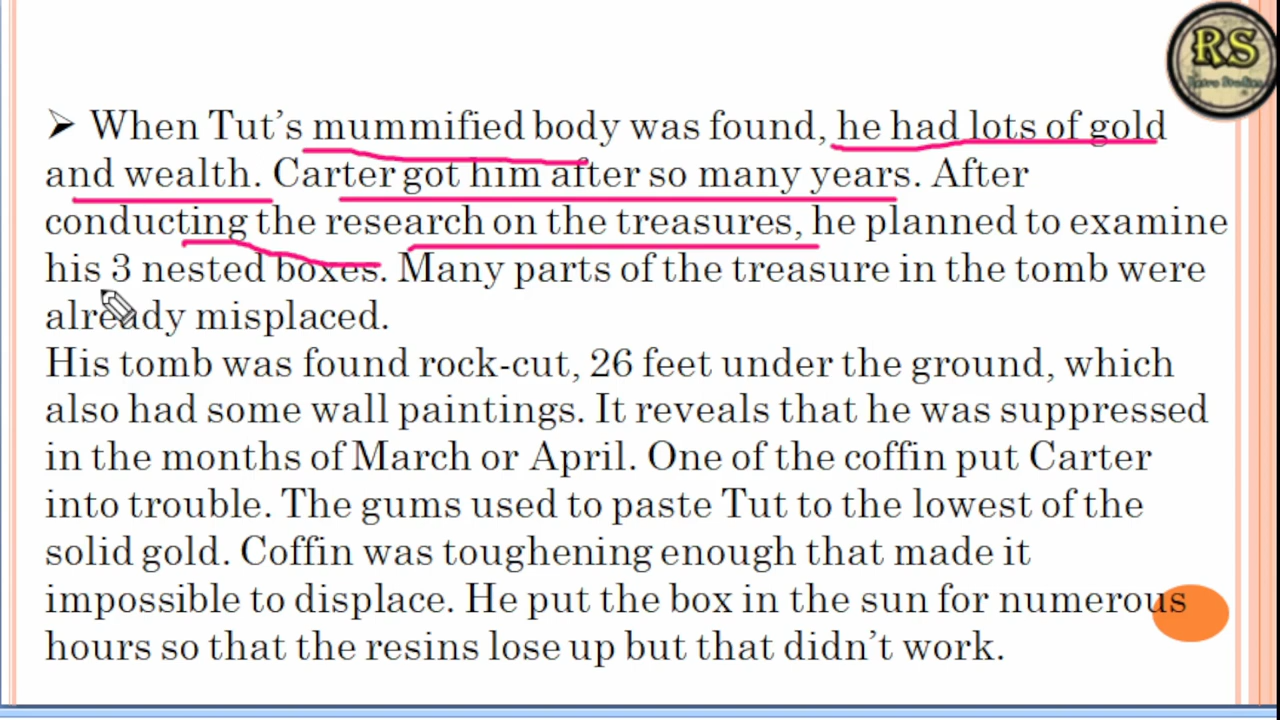 RS
➢ When Tut's mummified body was found, he had lots of gold
and wealth. Carter got him after so many years. After
conducting the research on the treasures, he planned to examine
his 3 nested boxes. Many parts of the treasure in the tomb were
already misplaced.
His tomb was found rock-cut, 26 feet under the ground, which
also had some wall paintings. It reveals that he was suppressed
in the months of March or April. One of the coffin put Carter
into trouble. The gums used to paste Tut to the lowest of the
solid gold. Coffin was toughening enough that made it
impossible to displace. He put the box in the sun for numerous
hours so that the resins lose up but that didn't work.